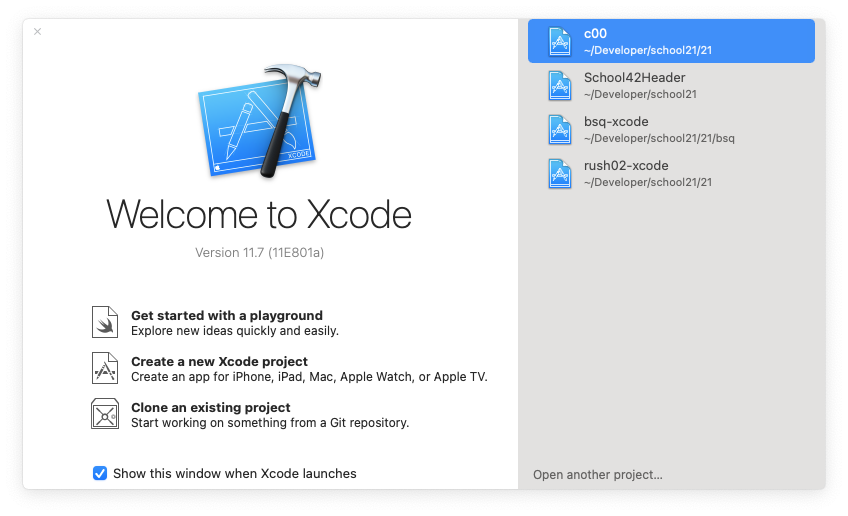 XCODE
Welcome to Xcode
Version 11.7 (11E801a)
Get started with a playground
Explore new ideas quickly and easily.
Create a new Xcode project
Create an app for iPhone, iPad, Mac, Apple Watch, or Apple TV.
Clone an existing project
Start working on something from a Git repository.
Show this window when Xcode launches
c00
~/Developer/school21/21
School42Header
~/Developer/school21
bsq-xcode
~/Developer/school21/21/bsq
rush02-xcode
~/Developer/school21/21
Open another project...